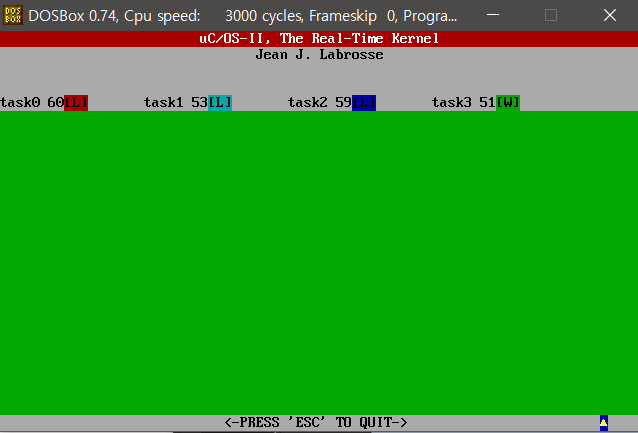 DOSBox 0.74, Cpu speed: 3000 cycles, Frameskip 0, Progra...
uC/OS-II, The Real-Time Kernel
Jean J. Labrosse
task0 60[L] task1 53[L] task2 59[L] task3 51[W]
<-PRESS 'ESC' TO QUIT->